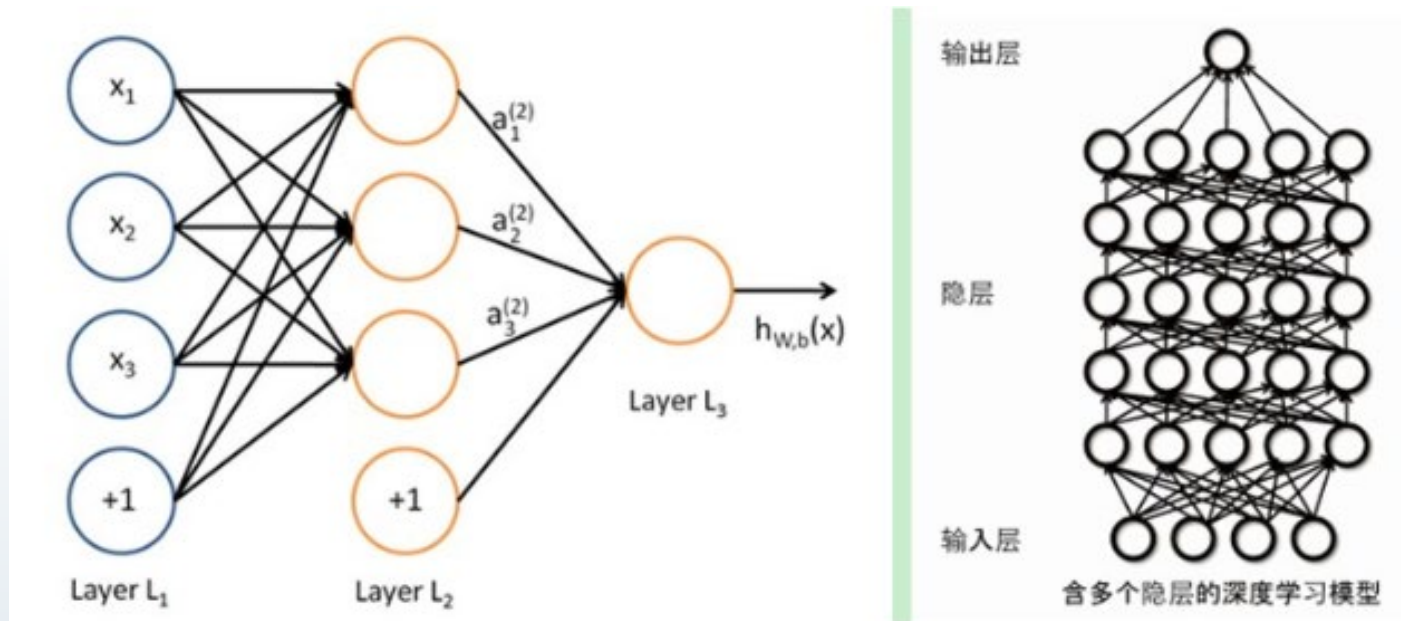 x₁
x₂
x₃
+1
Layer L₁
a₁⁽²⁾
a₂⁽²⁾
a₃⁽²⁾
+1
Layer L₂
h_W,b(x)
Layer L₃
输出层
隐层
输入层
含多个隐层的深度学习模型